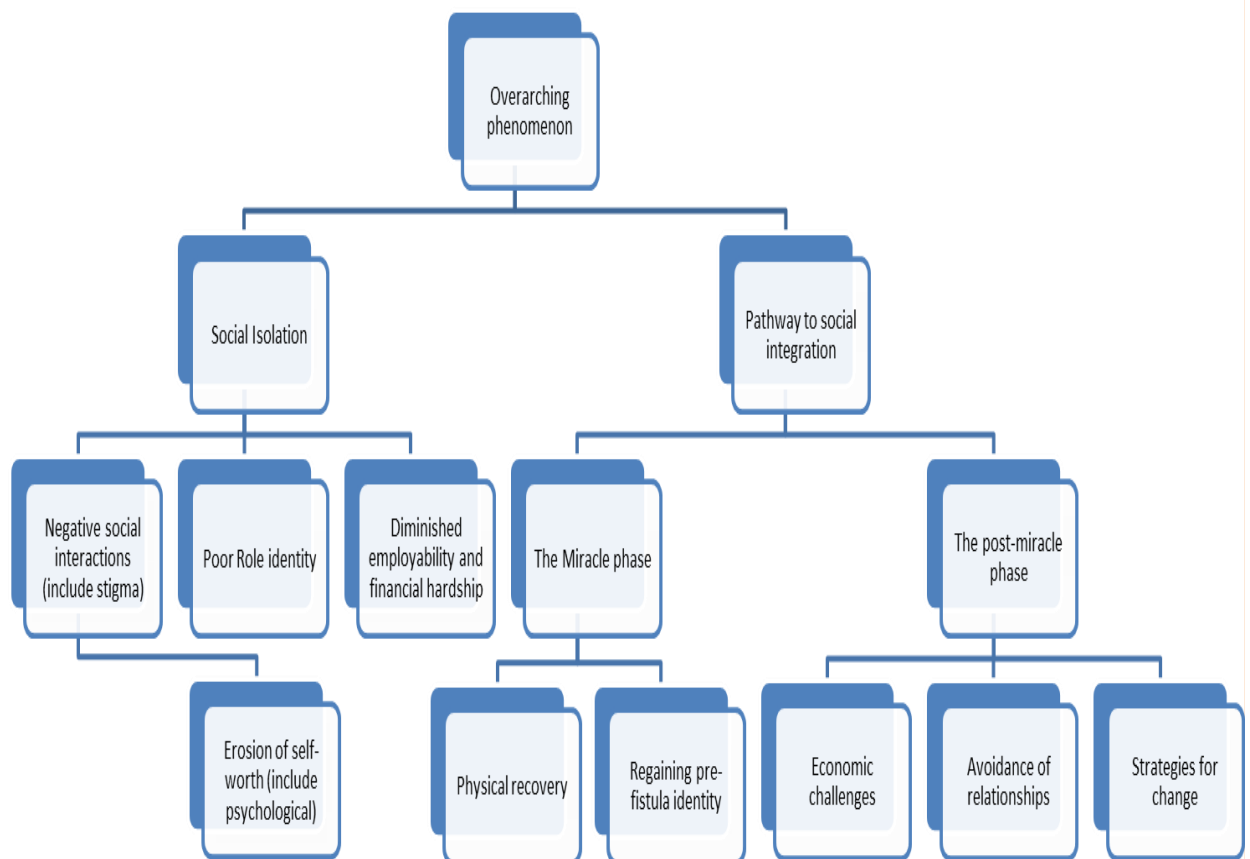 Overarching
phenomenon
Social Isolation
Pathway to social
integration
Negative social
interactions
(include stigma)
Poor Role identity
Diminished
employability and
financial hardship
The Miracle phase
The post-miracle
phase
Erosion of self-
worth (include
psychological)
Physical recovery
Regaining pre-
fistula identity
Economic
challenges
Avoidance of
relationships
Strategies for
change